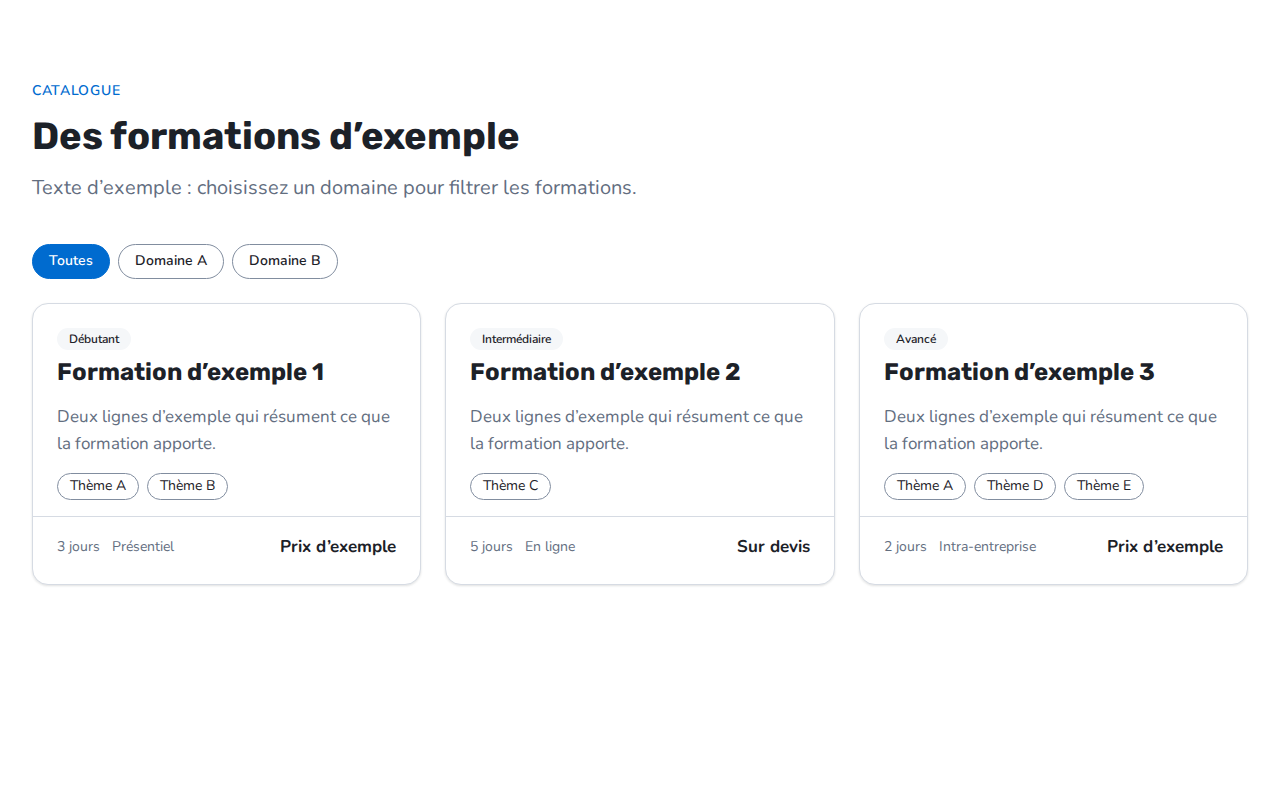 CATALOGUE
Des formations d’exemple
Texte d’exemple : choisissez un domaine pour filtrer les formations.
Toutes
Domaine A
Domaine B
Débutant
Formation d’exemple 1
Deux lignes d’exemple qui résument ce que
la formation apporte.
Thème A
Thème B
3 jours
Présentiel
Prix d’exemple
Intermédiaire
Formation d’exemple 2
Deux lignes d’exemple qui résument ce que
la formation apporte.
Thème C
5 jours
En ligne
Sur devis
Avancé
Formation d’exemple 3
Deux lignes d’exemple qui résument ce que
la formation apporte.
Thème A
Thème D
Thème E
2 jours
Intra-entreprise
Prix d’exemple